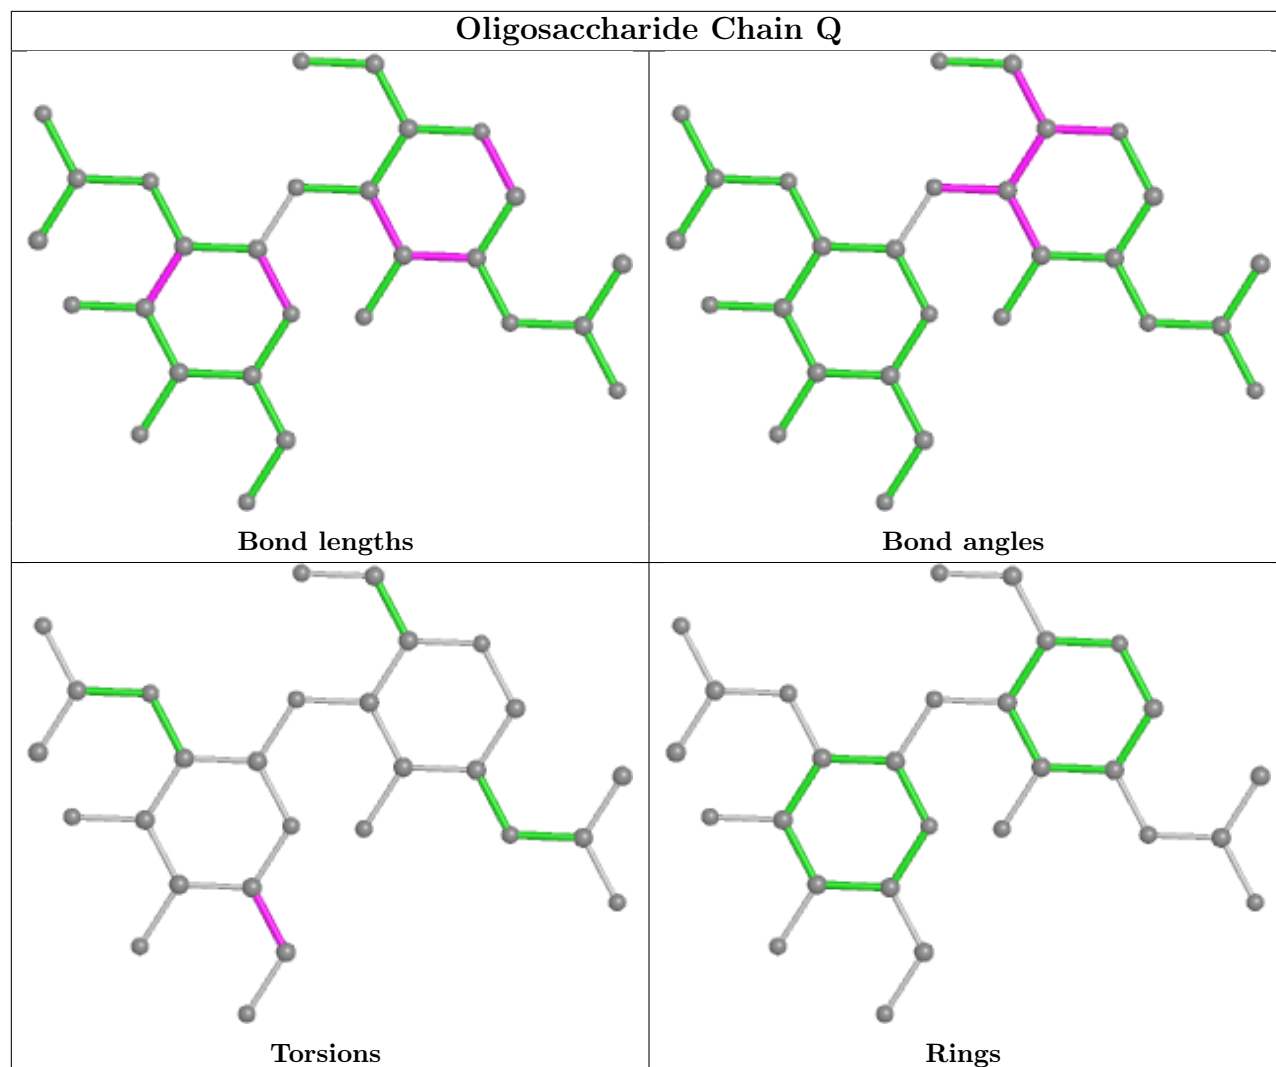 Oligosaccharide Chain Q
Bond lengths
Bond angles
Torsions
Rings